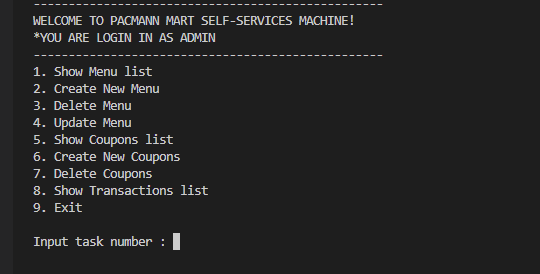 --------------------------------------------------
WELCOME TO PACMANN MART SELF-SERVICES MACHINE!
*YOU ARE LOGIN IN AS ADMIN
--------------------------------------------------
1. Show Menu list
2. Create New Menu
3. Delete Menu
4. Update Menu
5. Show Coupons list
6. Create New Coupons
7. Delete Coupons
8. Show Transactions list
9. Exit
Input task number :